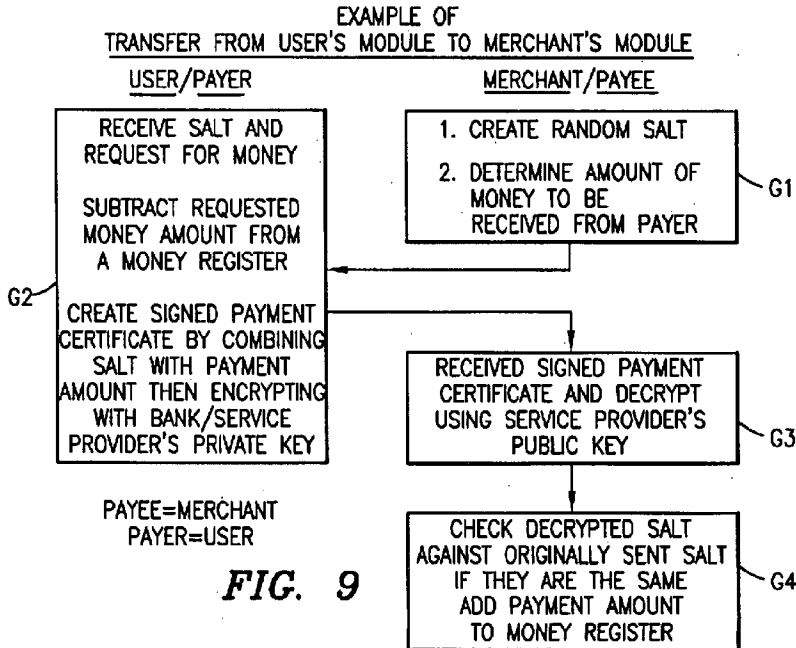 EXAMPLE OF
TRANSFER FROM USER'S MODULE TO MERCHANT'S MODULE
USER/PAYER
MERCHANT/PAYEE
1. CREATE RANDOM SALT
2. DETERMINE AMOUNT OF
MONEY TO BE
RECEIVED FROM PAYER
G1
RECEIVE SALT AND
REQUEST FOR MONEY
SUBTRACT REQUESTED
MONEY AMOUNT FROM
A MONEY REGISTER
G2
CREATE SIGNED PAYMENT
CERTIFICATE BY COMBINING
SALT WITH PAYMENT
AMOUNT THEN ENCRYPTING
WITH BANK/SERVICE
PROVIDER'S PRIVATE KEY
RECEIVED SIGNED PAYMENT
CERTIFICATE AND DECRYPT
USING SERVICE PROVIDER'S
PUBLIC KEY
G3
CHECK DECRYPTED SALT
AGAINST ORIGINALLY SENT SALT
IF THEY ARE THE SAME
ADD PAYMENT AMOUNT
TO MONEY REGISTER
G4
PAYEE=MERCHANT
PAYER=USER
FIG. 9